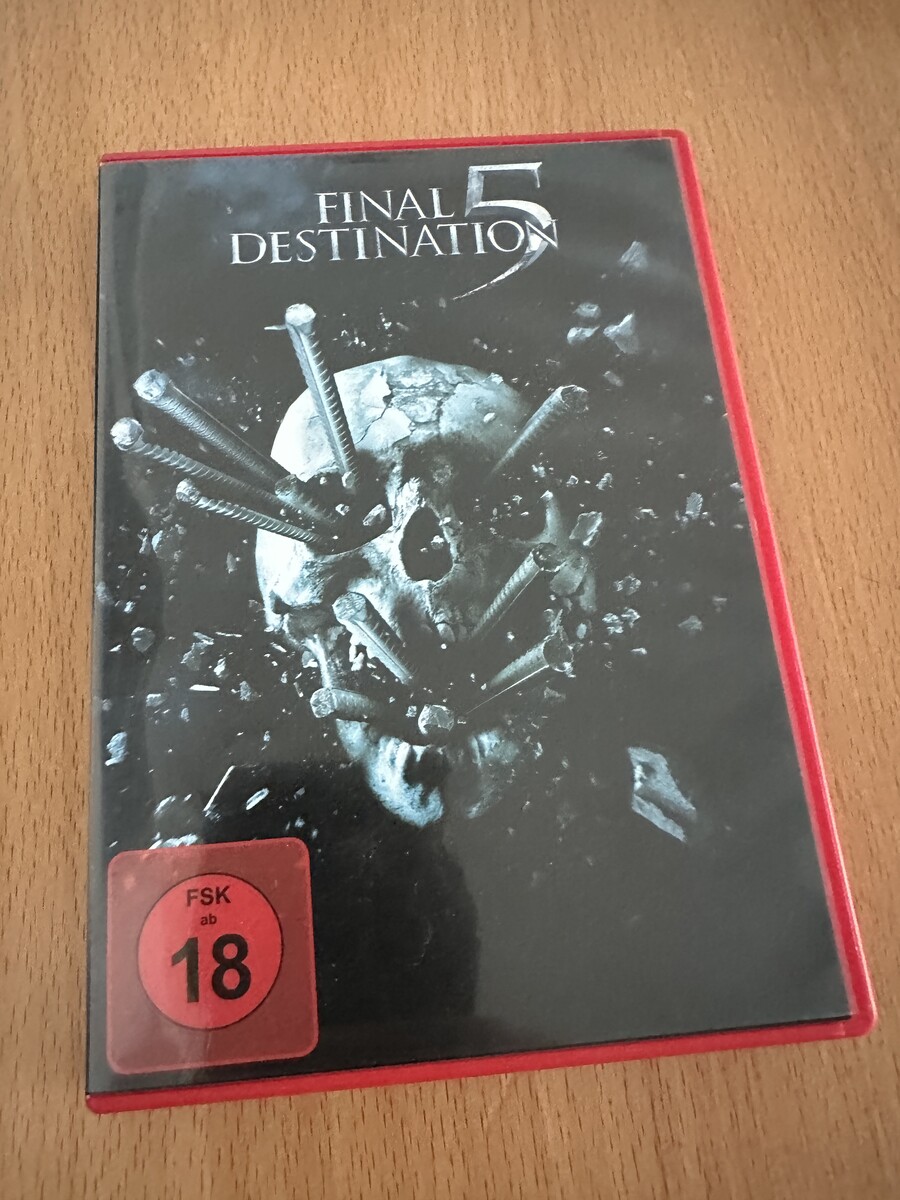 FINAL 5
DESTINATION
FSK
ab
18